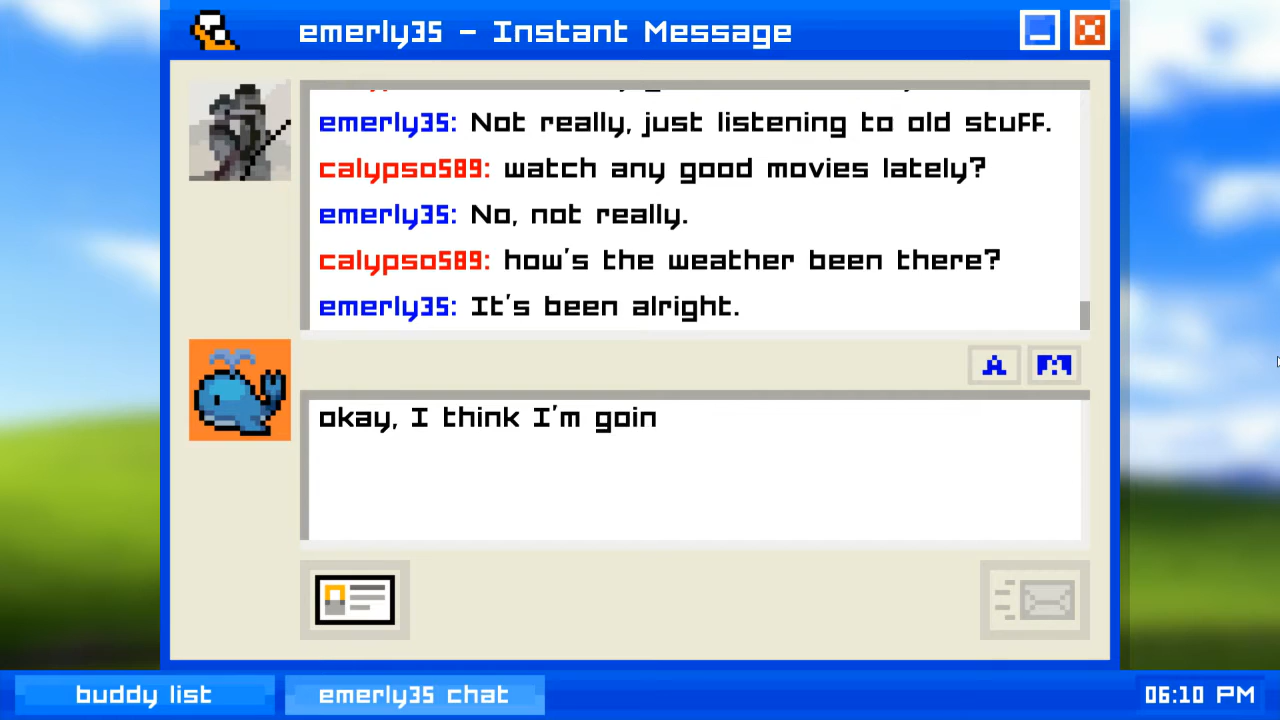 emerly35 - Instant Message
emerly35: Not really, just listening to old stuff.
calypso589: watch any good movies lately?
emerly35: No, not really.
calypso589: how's the weather been there?
emerly35: It's been alright.
A
okay, I think I'm goin
buddy list
emerly35 chat
06:10 PM